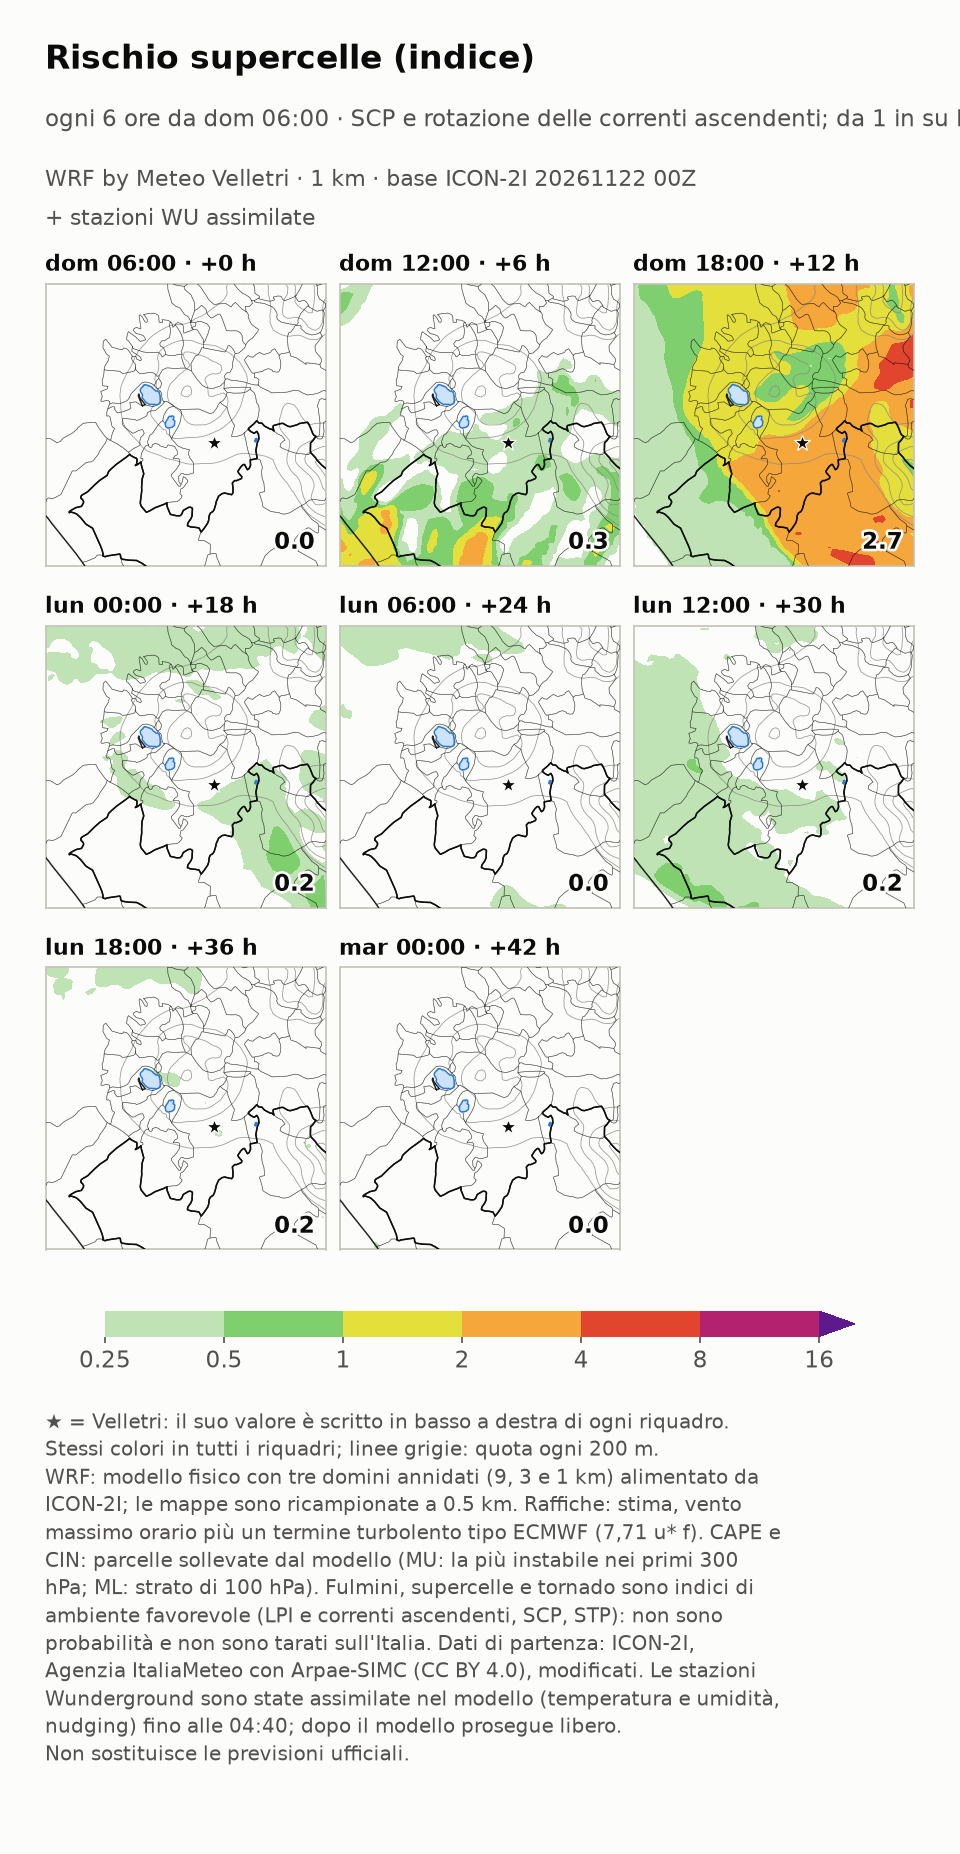 Rischio supercelle (indice)
ogni 6 ore da dom 06:00 · SCP e rotazione delle correnti ascendenti; da 1 in su
WRF by Meteo Velletri · 1 km · base ICON-2I 20261122 00Z
+ stazioni WU assimilate
dom 06:00 · +0 h
0.0
dom 12:00 · +6 h
0.3
dom 18:00 · +12 h
2.7
lun 00:00 · +18 h
0.2
lun 06:00 · +24 h
0.0
lun 12:00 · +30 h
0.2
lun 18:00 · +36 h
0.2
mar 00:00 · +42 h
0.0
0.25 0.5 1 2 4 8 16
★ = Velletri: il suo valore è scritto in basso a destra di ogni riquadro.
Stessi colori in tutti i riquadri; linee grigie: quota ogni 200 m.
WRF: modello fisico con tre domini annidati (9, 3 e 1 km) alimentato da
ICON-2I; le mappe sono ricampionate a 0.5 km. Raffiche: stima, vento
massimo orario più un termine turbolento tipo ECMWF (7,71 u* f). CAPE e
CIN: parcelle sollevate dal modello (MU: la più instabile nei primi 300
hPa; ML: strato di 100 hPa). Fulmini, supercelle e tornado sono indici di
ambiente favorevole (LPI e correnti ascendenti, SCP, STP): non sono
probabilità e non sono tarati sull'Italia. Dati di partenza: ICON-2I,
Agenzia ItaliaMeteo con Arpae-SIMC (CC BY 4.0), modificati. Le stazioni
Wunderground sono state assimilate nel modello (temperatura e umidità,
nudging) fino alle 04:40; dopo il modello prosegue libero.
Non sostituisce le previsioni ufficiali.